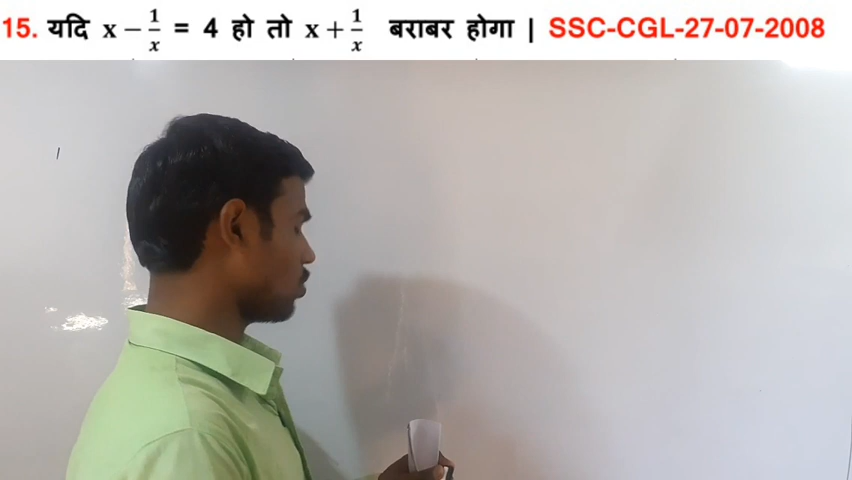 15. यदि x − 1/x = 4 हो तो x + 1/x बराबर होगा | SSC-CGL-27-07-2008